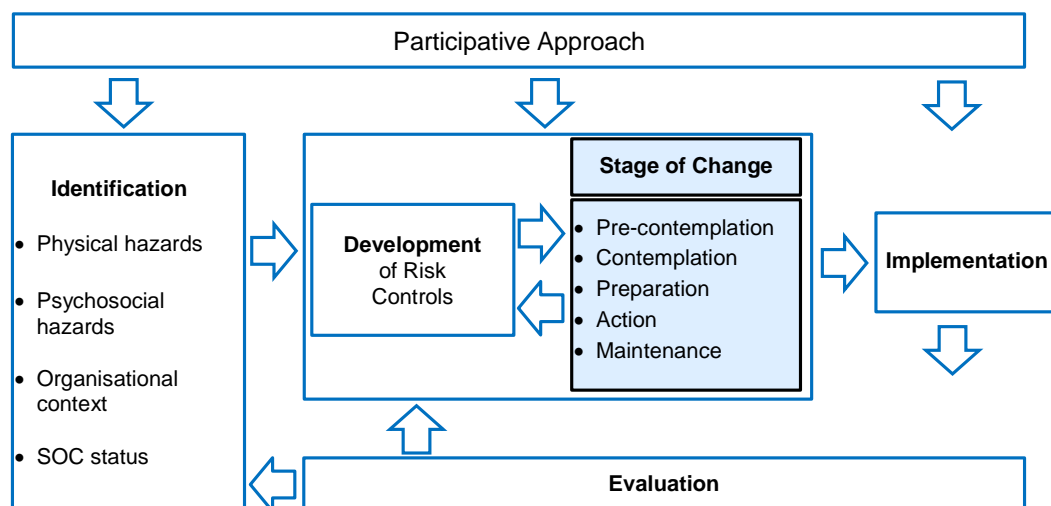 Participative Approach
Identification
• Physical hazards
• Psychosocial
hazards
• Organisational
context
• SOC status
Development
of Risk
Controls
Stage of Change
• Pre-contemplation
• Contemplation
• Preparation
• Action
• Maintenance
Implementation
Evaluation